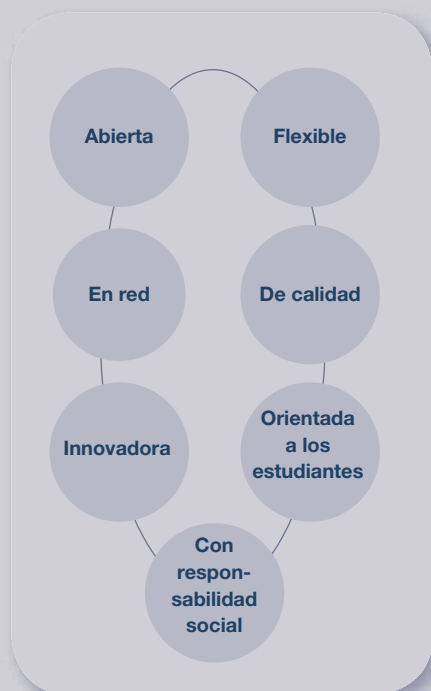 Abierta
Flexible
En red
De calidad
Innovadora
Orientada
a los
estudiantes
Con
respon-
sabilidad
social